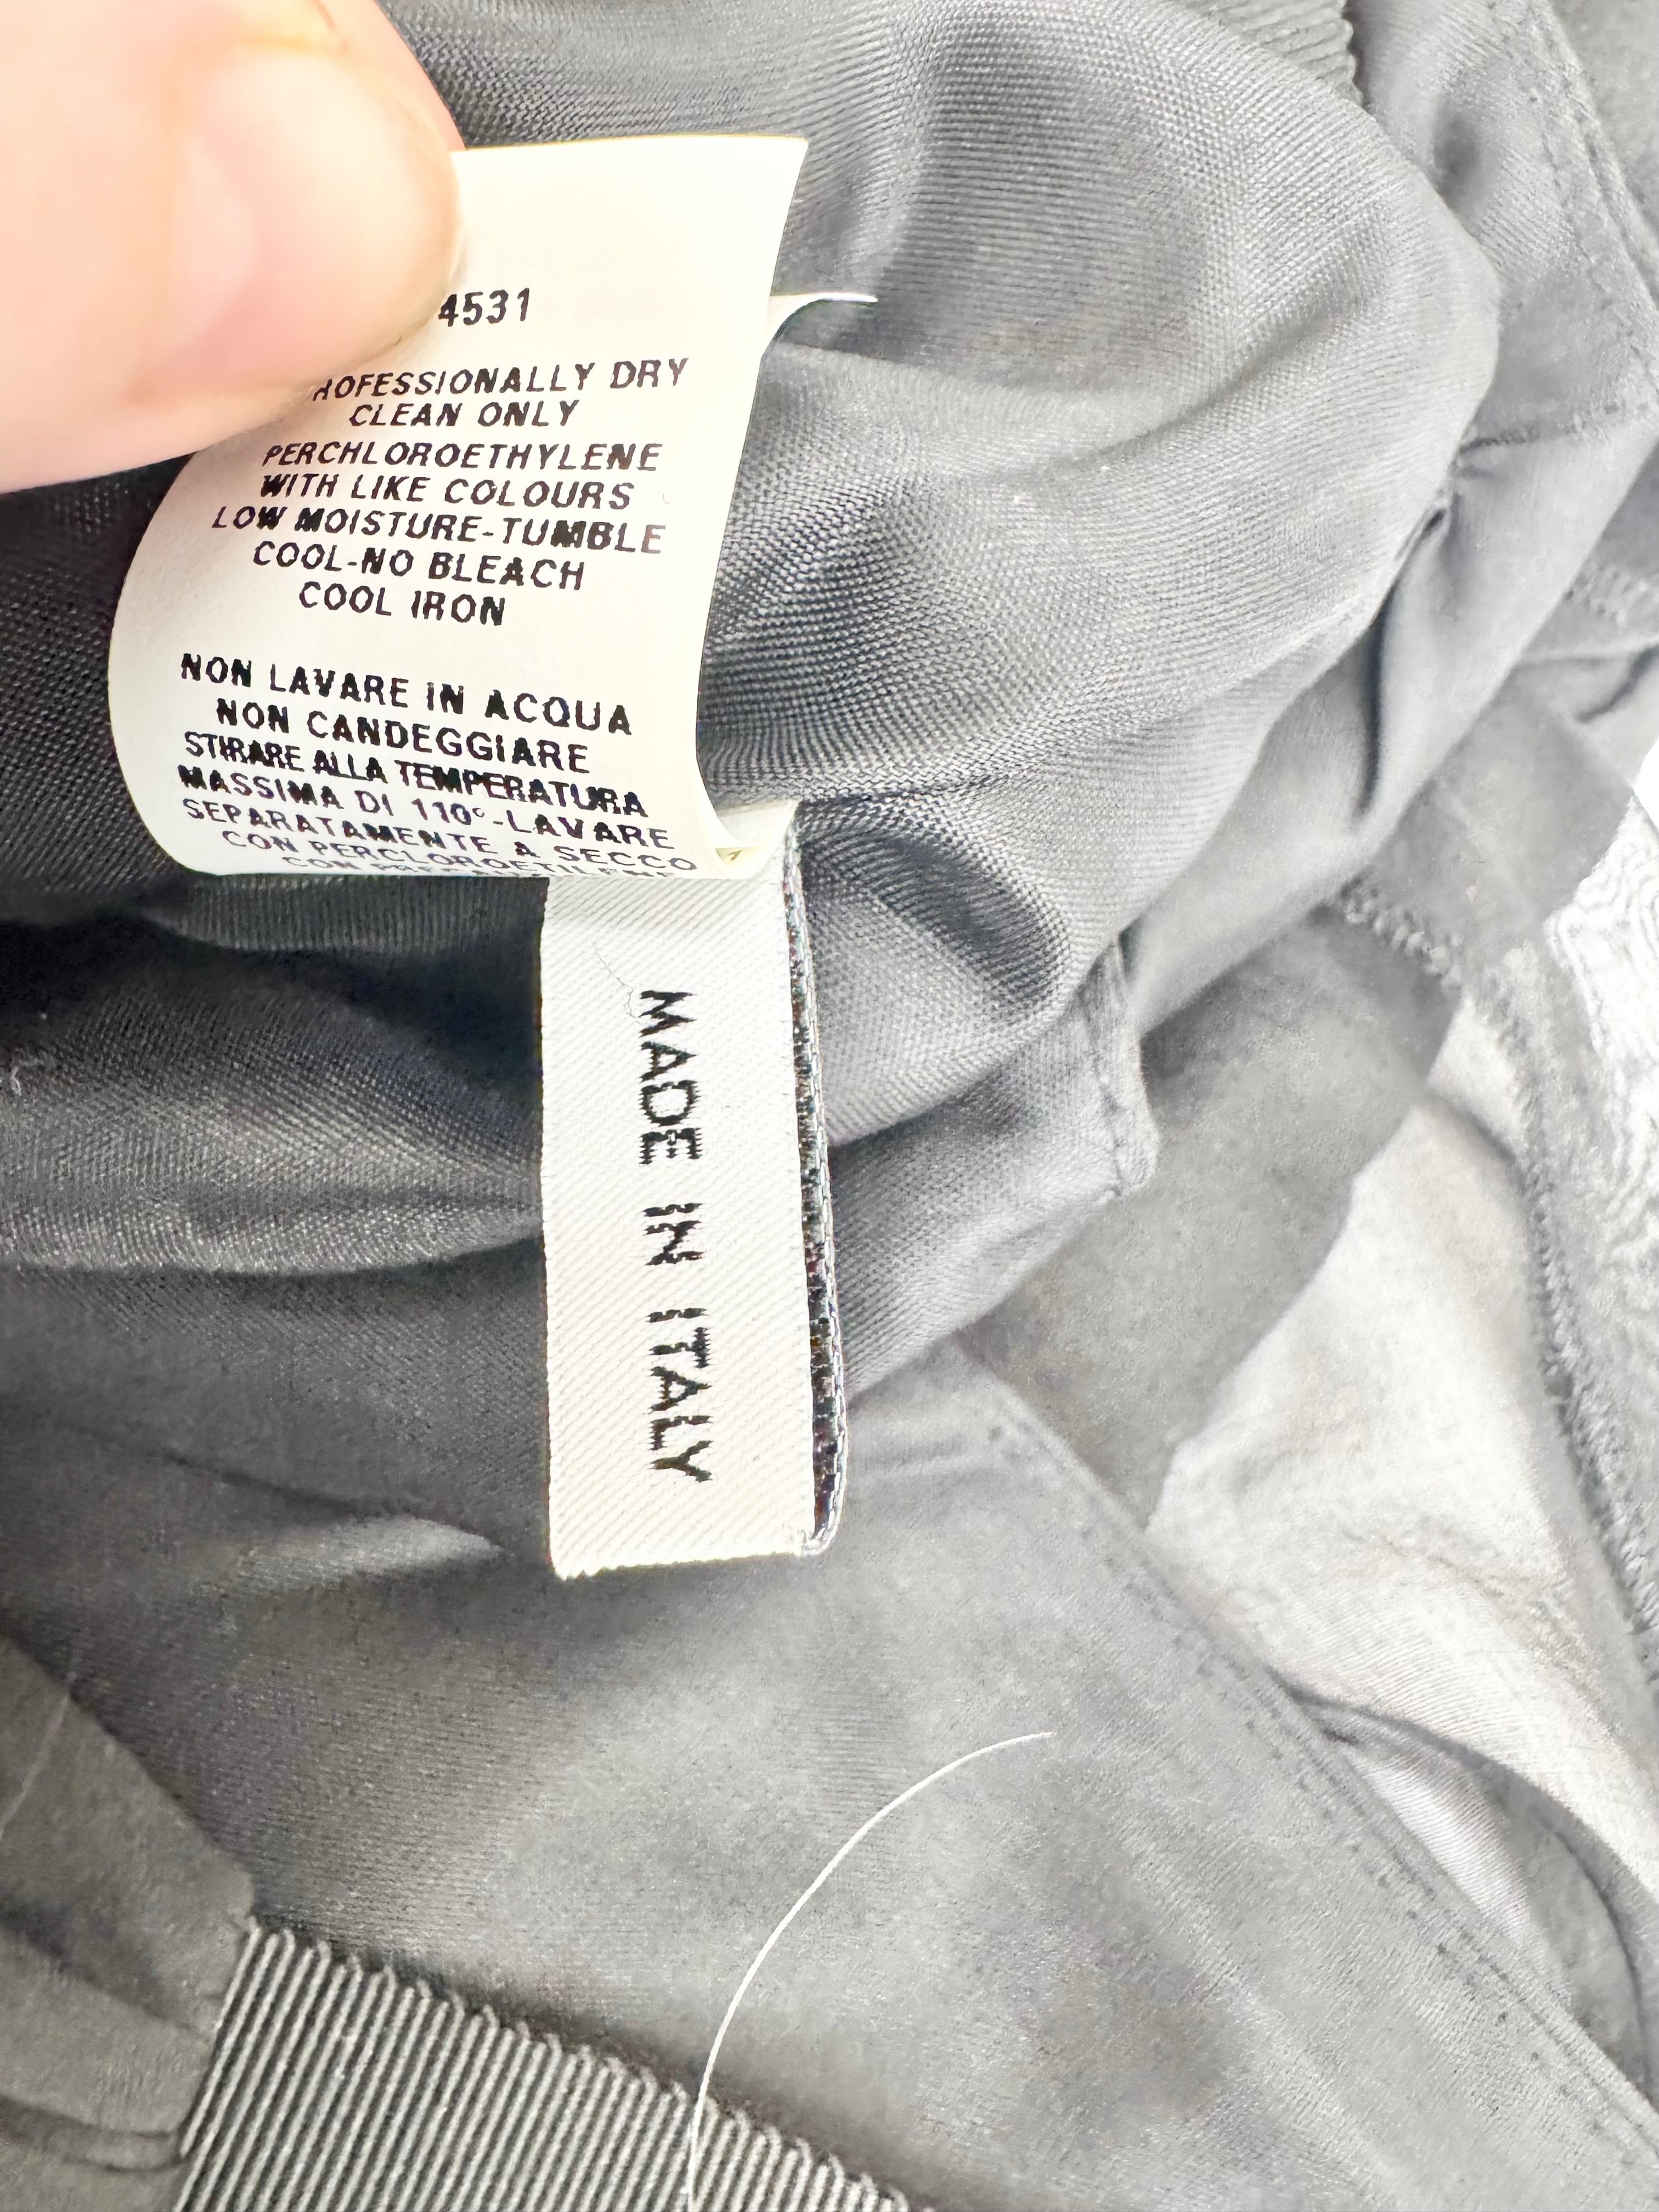 4531
PROFESSIONALLY DRY
CLEAN ONLY
PERCHLOROETHYLENE
WITH LIKE COLOURS
LOW MOISTURE-TUMBLE
COOL-NO BLEACH
COOL IRON
NON LAVARE IN ACQUA
NON CANDEGGIARE
STIRARE ALLA TEMPERATURA
MASSIMA DI 110°-LAVARE
SEPARATAMENTE A SECCO
CON PERCLOROETILENE
CON
MADE IN ITALY